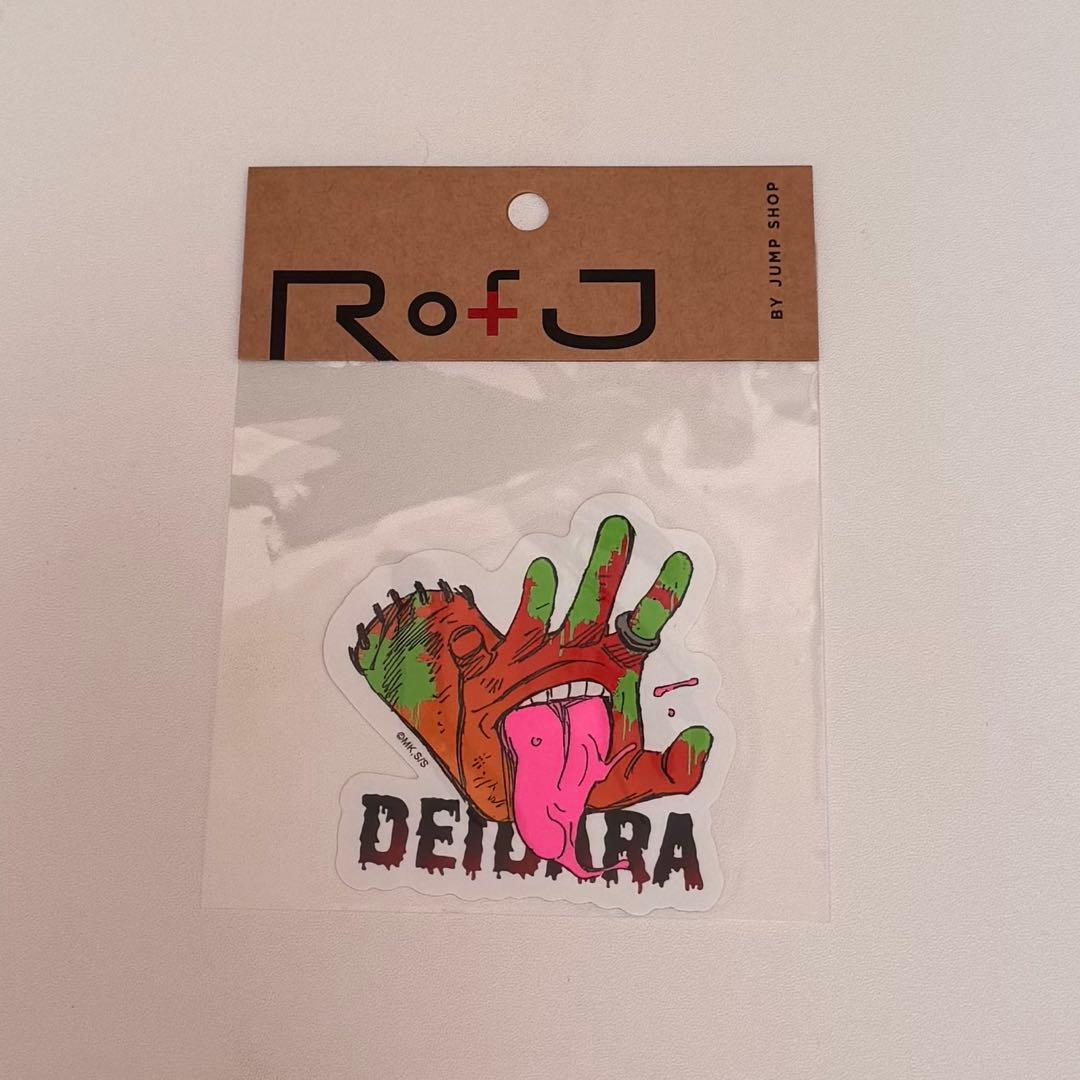 BY JUMP SHOP
RofJ
©MK,S/S
DEIDARA